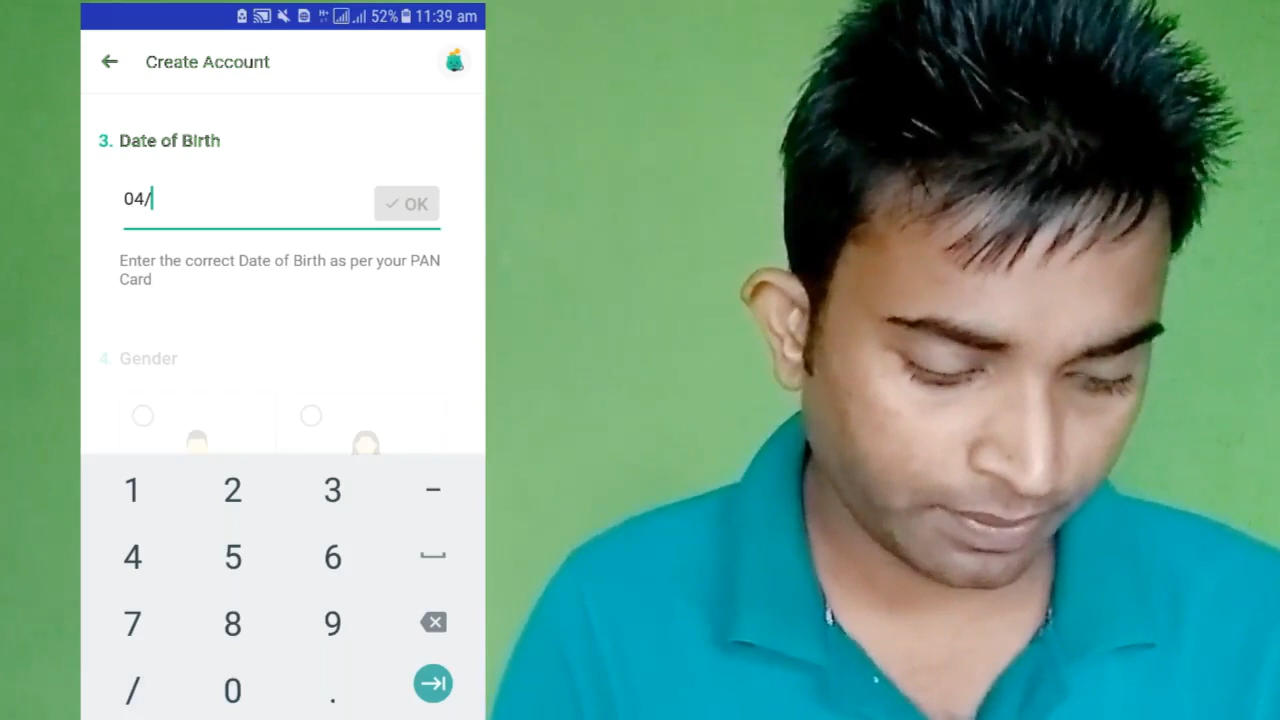 52% 11:39 am
Create Account
3. Date of Birth
04/
OK
Enter the correct Date of Birth as per your PAN
Card
4. Gender
1 2 3 -
4 5 6
7 8 9
/ 0 .